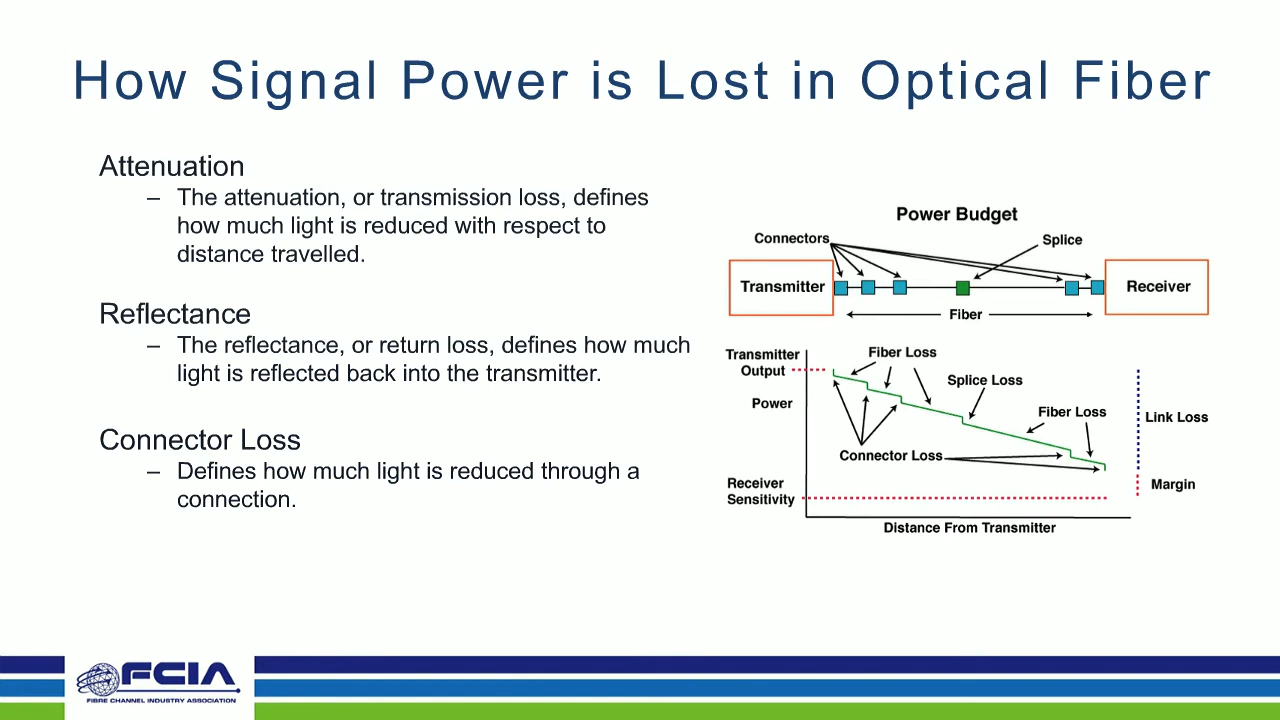 How Signal Power is Lost in Optical Fiber
Attenuation
– The attenuation, or transmission loss, defines
how much light is reduced with respect to
distance travelled.
Reflectance
– The reflectance, or return loss, defines how much
light is reflected back into the transmitter.
Connector Loss
– Defines how much light is reduced through a
connection.
Power Budget
Connectors
Splice
Transmitter
Receiver
Fiber
Transmitter
Output
Fiber Loss
Splice Loss
Power
Fiber Loss
Link Loss
Connector Loss
Receiver
Sensitivity
Margin
Distance From Transmitter
FCIA
FIBRE CHANNEL INDUSTRY ASSOCIATION